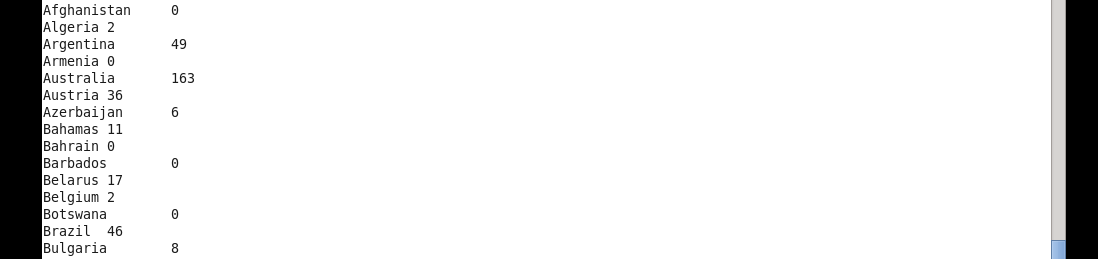 Afghanistan 0
Algeria 2
Argentina 49
Armenia 0
Australia 163
Austria 36
Azerbaijan 6
Bahamas 11
Bahrain 0
Barbados 0
Belarus 17
Belgium 2
Botswana 0
Brazil 46
Bulgaria 8